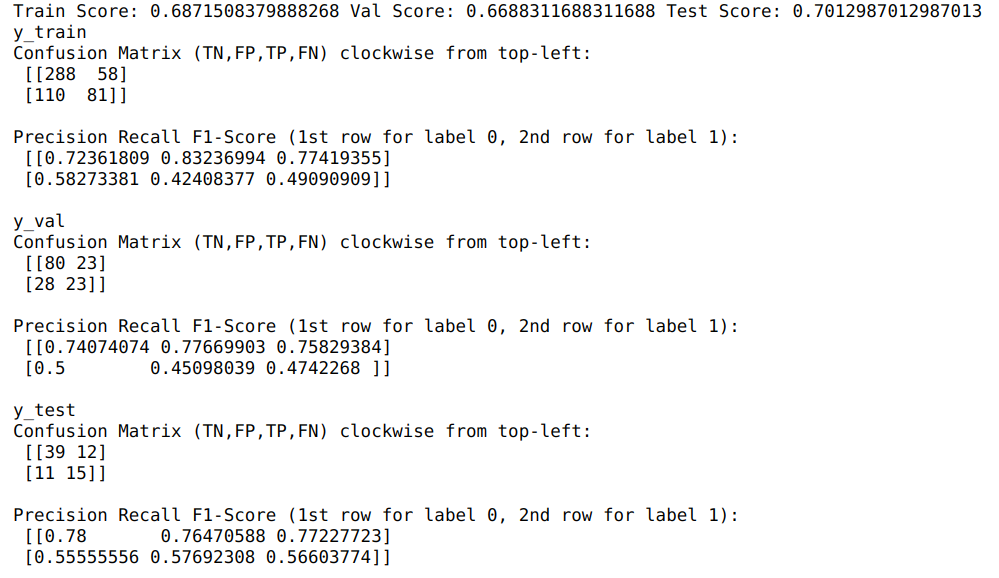 Train Score: 0.6871508379888268 Val Score: 0.6688311688311688 Test Score: 0.7012987012987013
y_train
Confusion Matrix (TN,FP,TP,FN) clockwise from top-left:
[[288  58]
[110  81]]
Precision Recall F1-Score (1st row for label 0, 2nd row for label 1):
[[0.72361809 0.83236994 0.77419355]
[0.58273381 0.42408377 0.49090909]]
y_val
Confusion Matrix (TN,FP,TP,FN) clockwise from top-left:
[[80 23]
[28 23]]
Precision Recall F1-Score (1st row for label 0, 2nd row for label 1):
[[0.74074074 0.77669903 0.75829384]
[0.5        0.45098039 0.4742268 ]]
y_test
Confusion Matrix (TN,FP,TP,FN) clockwise from top-left:
[[39 12]
[11 15]]
Precision Recall F1-Score (1st row for label 0, 2nd row for label 1):
[[0.78       0.76470588 0.77227723]
[0.55555556 0.57692308 0.56603774]]